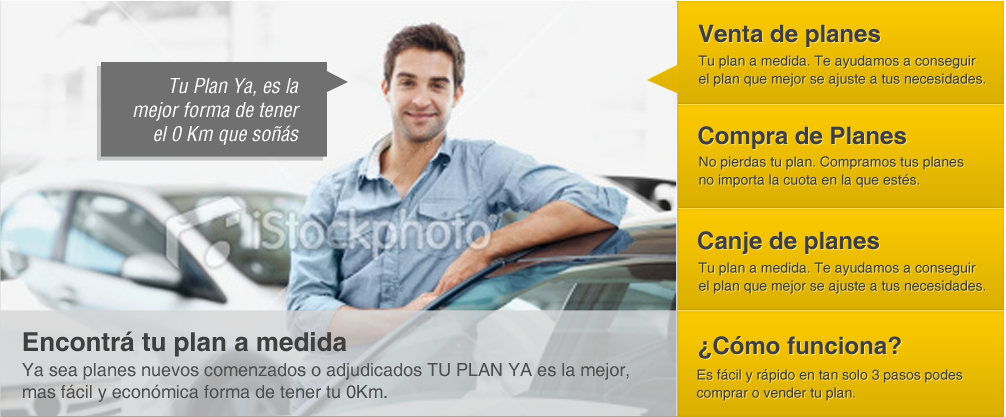 Tu Plan Ya, es la
mejor forma de tener
el 0 Km que soñás
iStockphoto
Encontrá tu plan a medida
Ya sea planes nuevos comenzados o adjudicados TU PLAN YA es la mejor,
mas fácil y económica forma de tener tu 0Km.
Venta de planes
Tu plan a medida. Te ayudamos a conseguir
el plan que mejor se ajuste a tus necesidades.
Compra de Planes
No pierdas tu plan. Compramos tus planes
no importa la cuota en la que estés.
Canje de planes
Tu plan a medida. Te ayudamos a conseguir
el plan que mejor se ajuste a tus necesidades.
¿Cómo funciona?
Es fácil y rápido en tan solo 3 pasos podes
comprar o vender tu plan.